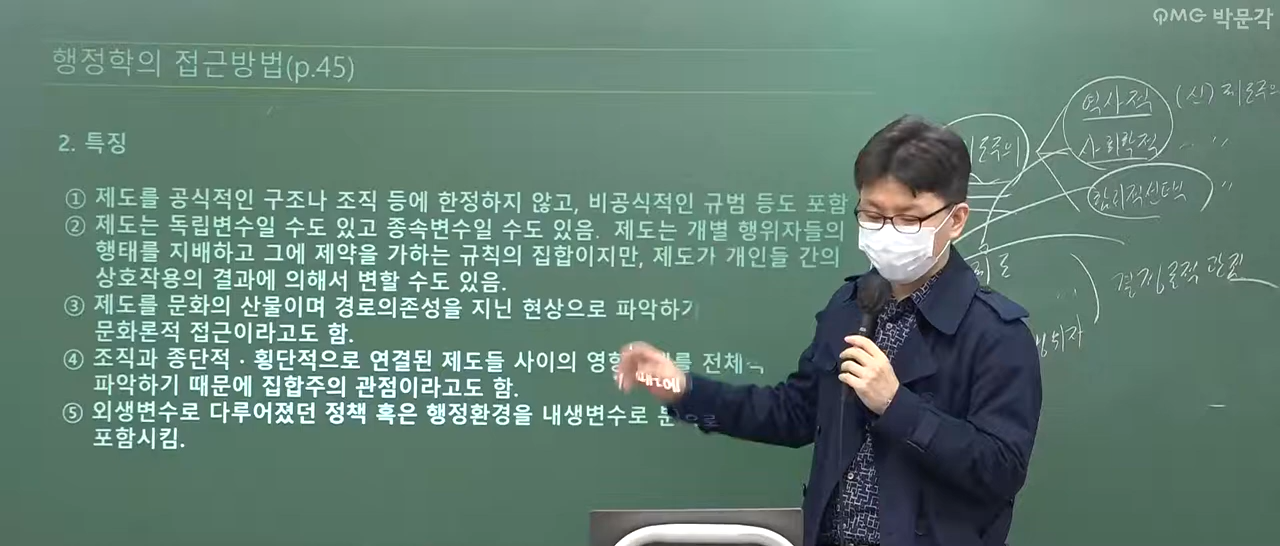 PMG 박문각
행정학의 접근방법(p.45)
2. 특징
① 제도를 공식적인 구조나 조직 등에 한정하지 않고, 비공식적인 규범 등도 포함
② 제도는 독립변수일 수도 있고 종속변수일 수도 있음. 제도는 개별 행위자들의
행태를 지배하고 그에 제약을 가하는 규칙의 집합이지만, 제도가 개인들 간의
상호작용의 결과에 의해서 변할 수도 있음.
③ 제도를 문화의 산물이며 경로의존성을 지닌 현상으로 파악하기
문화론적 접근이라고도 함.
④ 조직과 종단적·횡단적으로 연결된 제도들 사이의 를 전체적
파악하기 때문에 집합주의 관점이라고도 함.
⑤ 외생변수로 다루어졌던 정책 혹은 행정환경을 내생변수로
포함시킴.
역사적 (신) 제도주의
사회학적 〃 〃
합리적선택 〃
결정론적 관점